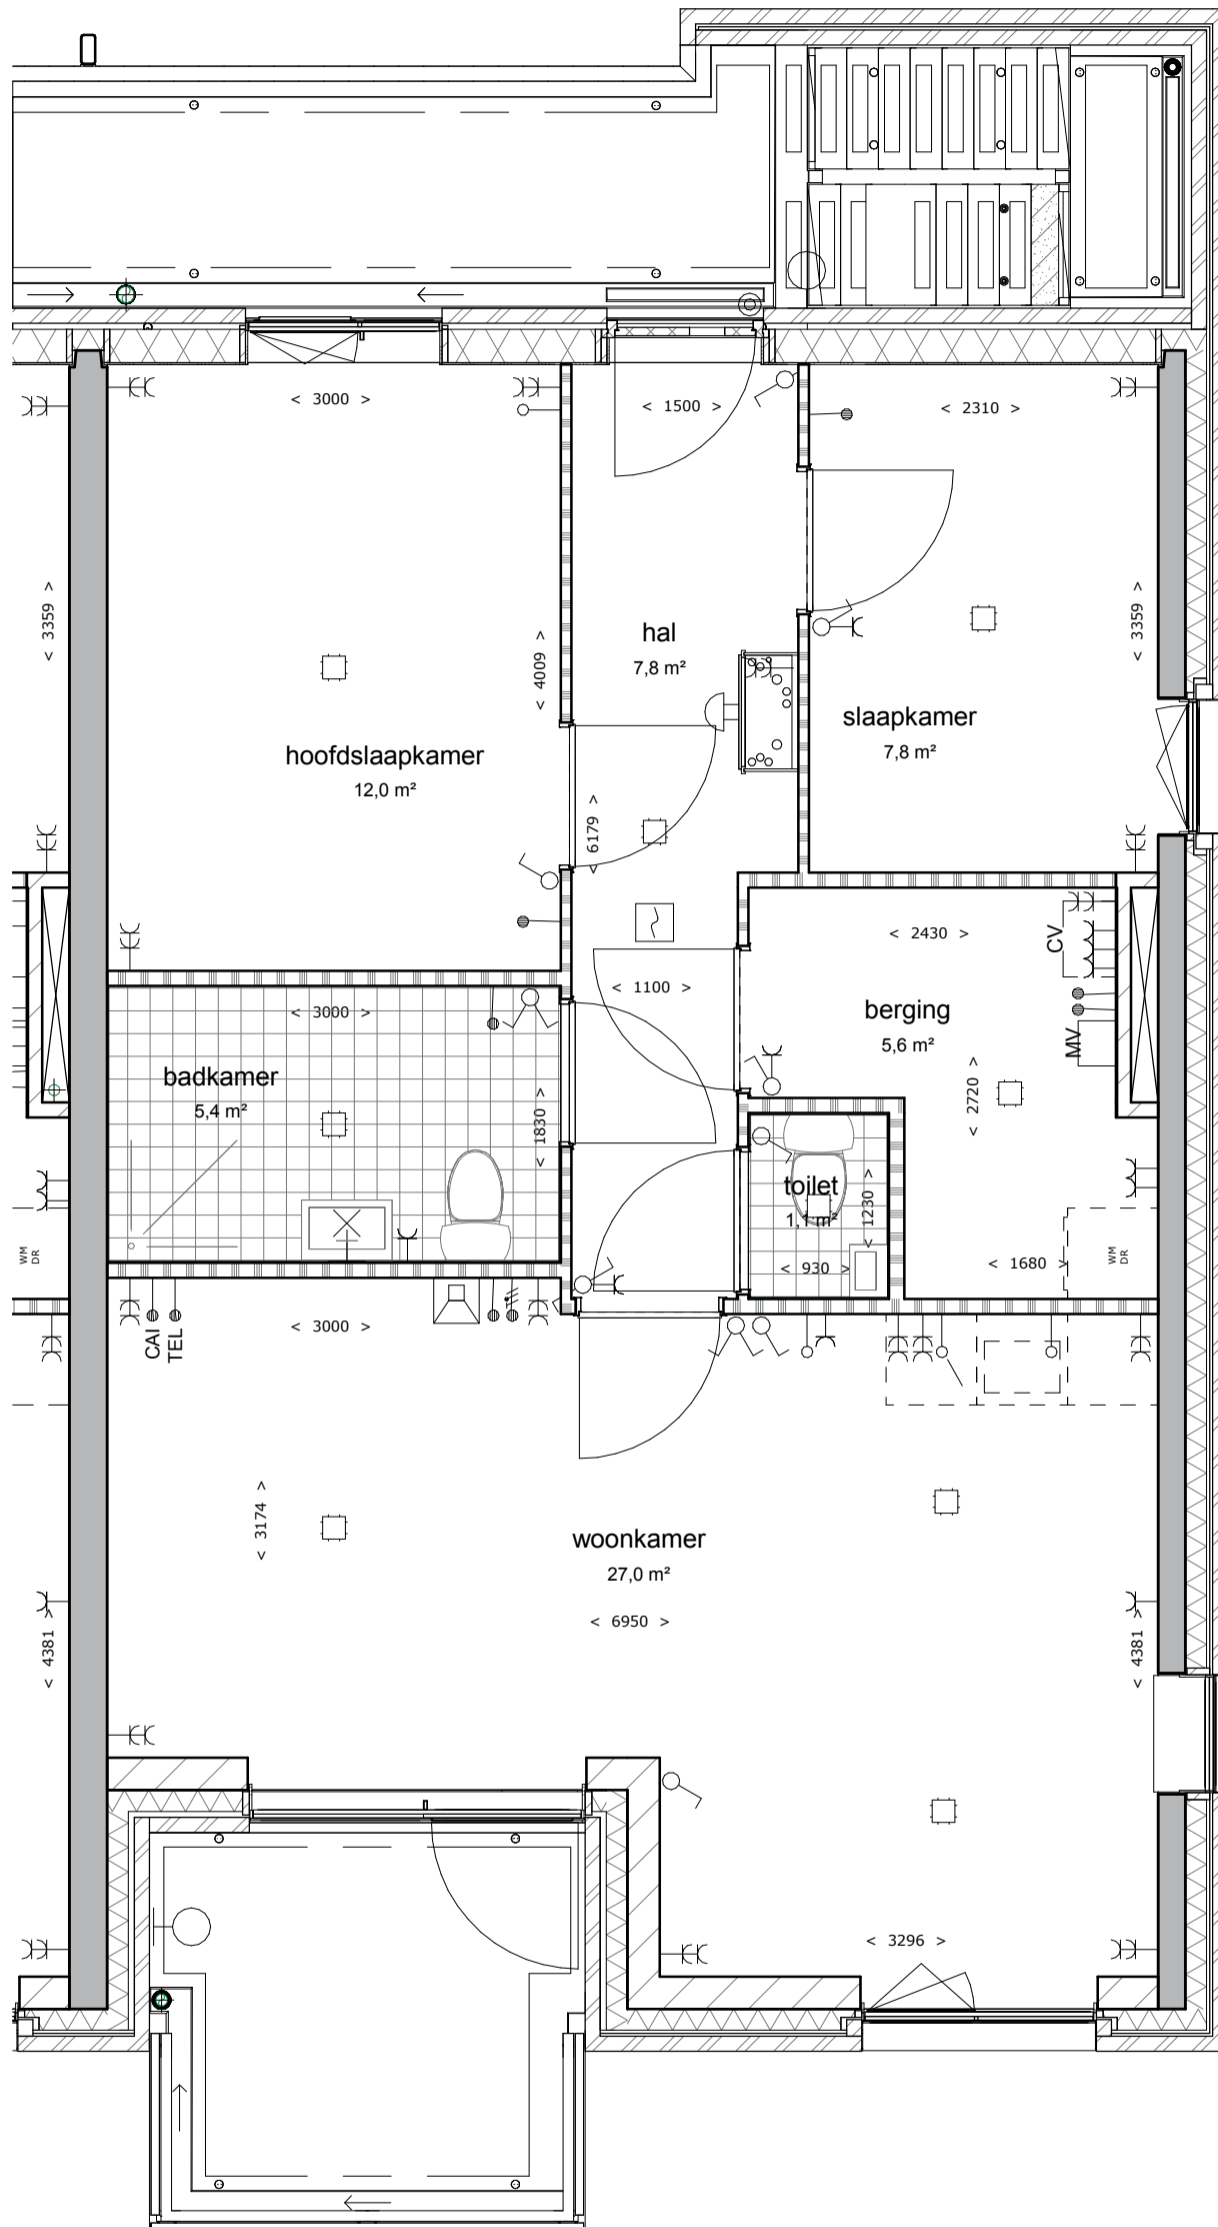 < 3000 >
< 1500 >
< 2310 >
< 3359 >
< 4009 >
< 3359 >
hal
7,8 m²
slaapkamer
7,8 m²
hoofdslaapkamer
12,0 m²
< 6179 >
< 2430 >
CV
< 1100 >
< 3000 >
berging
5,6 m²
MV
badkamer
5,4 m²
< 1830 >
< 2720 >
toilet
1,1 m²
< 1230 >
< 930 >
< 1680 >
WM
DR
WM
DR
CAI
TEL
< 3000 >
< 3174 >
woonkamer
27,0 m²
< 6950 >
< 4381 >
< 4381 >
< 3296 >